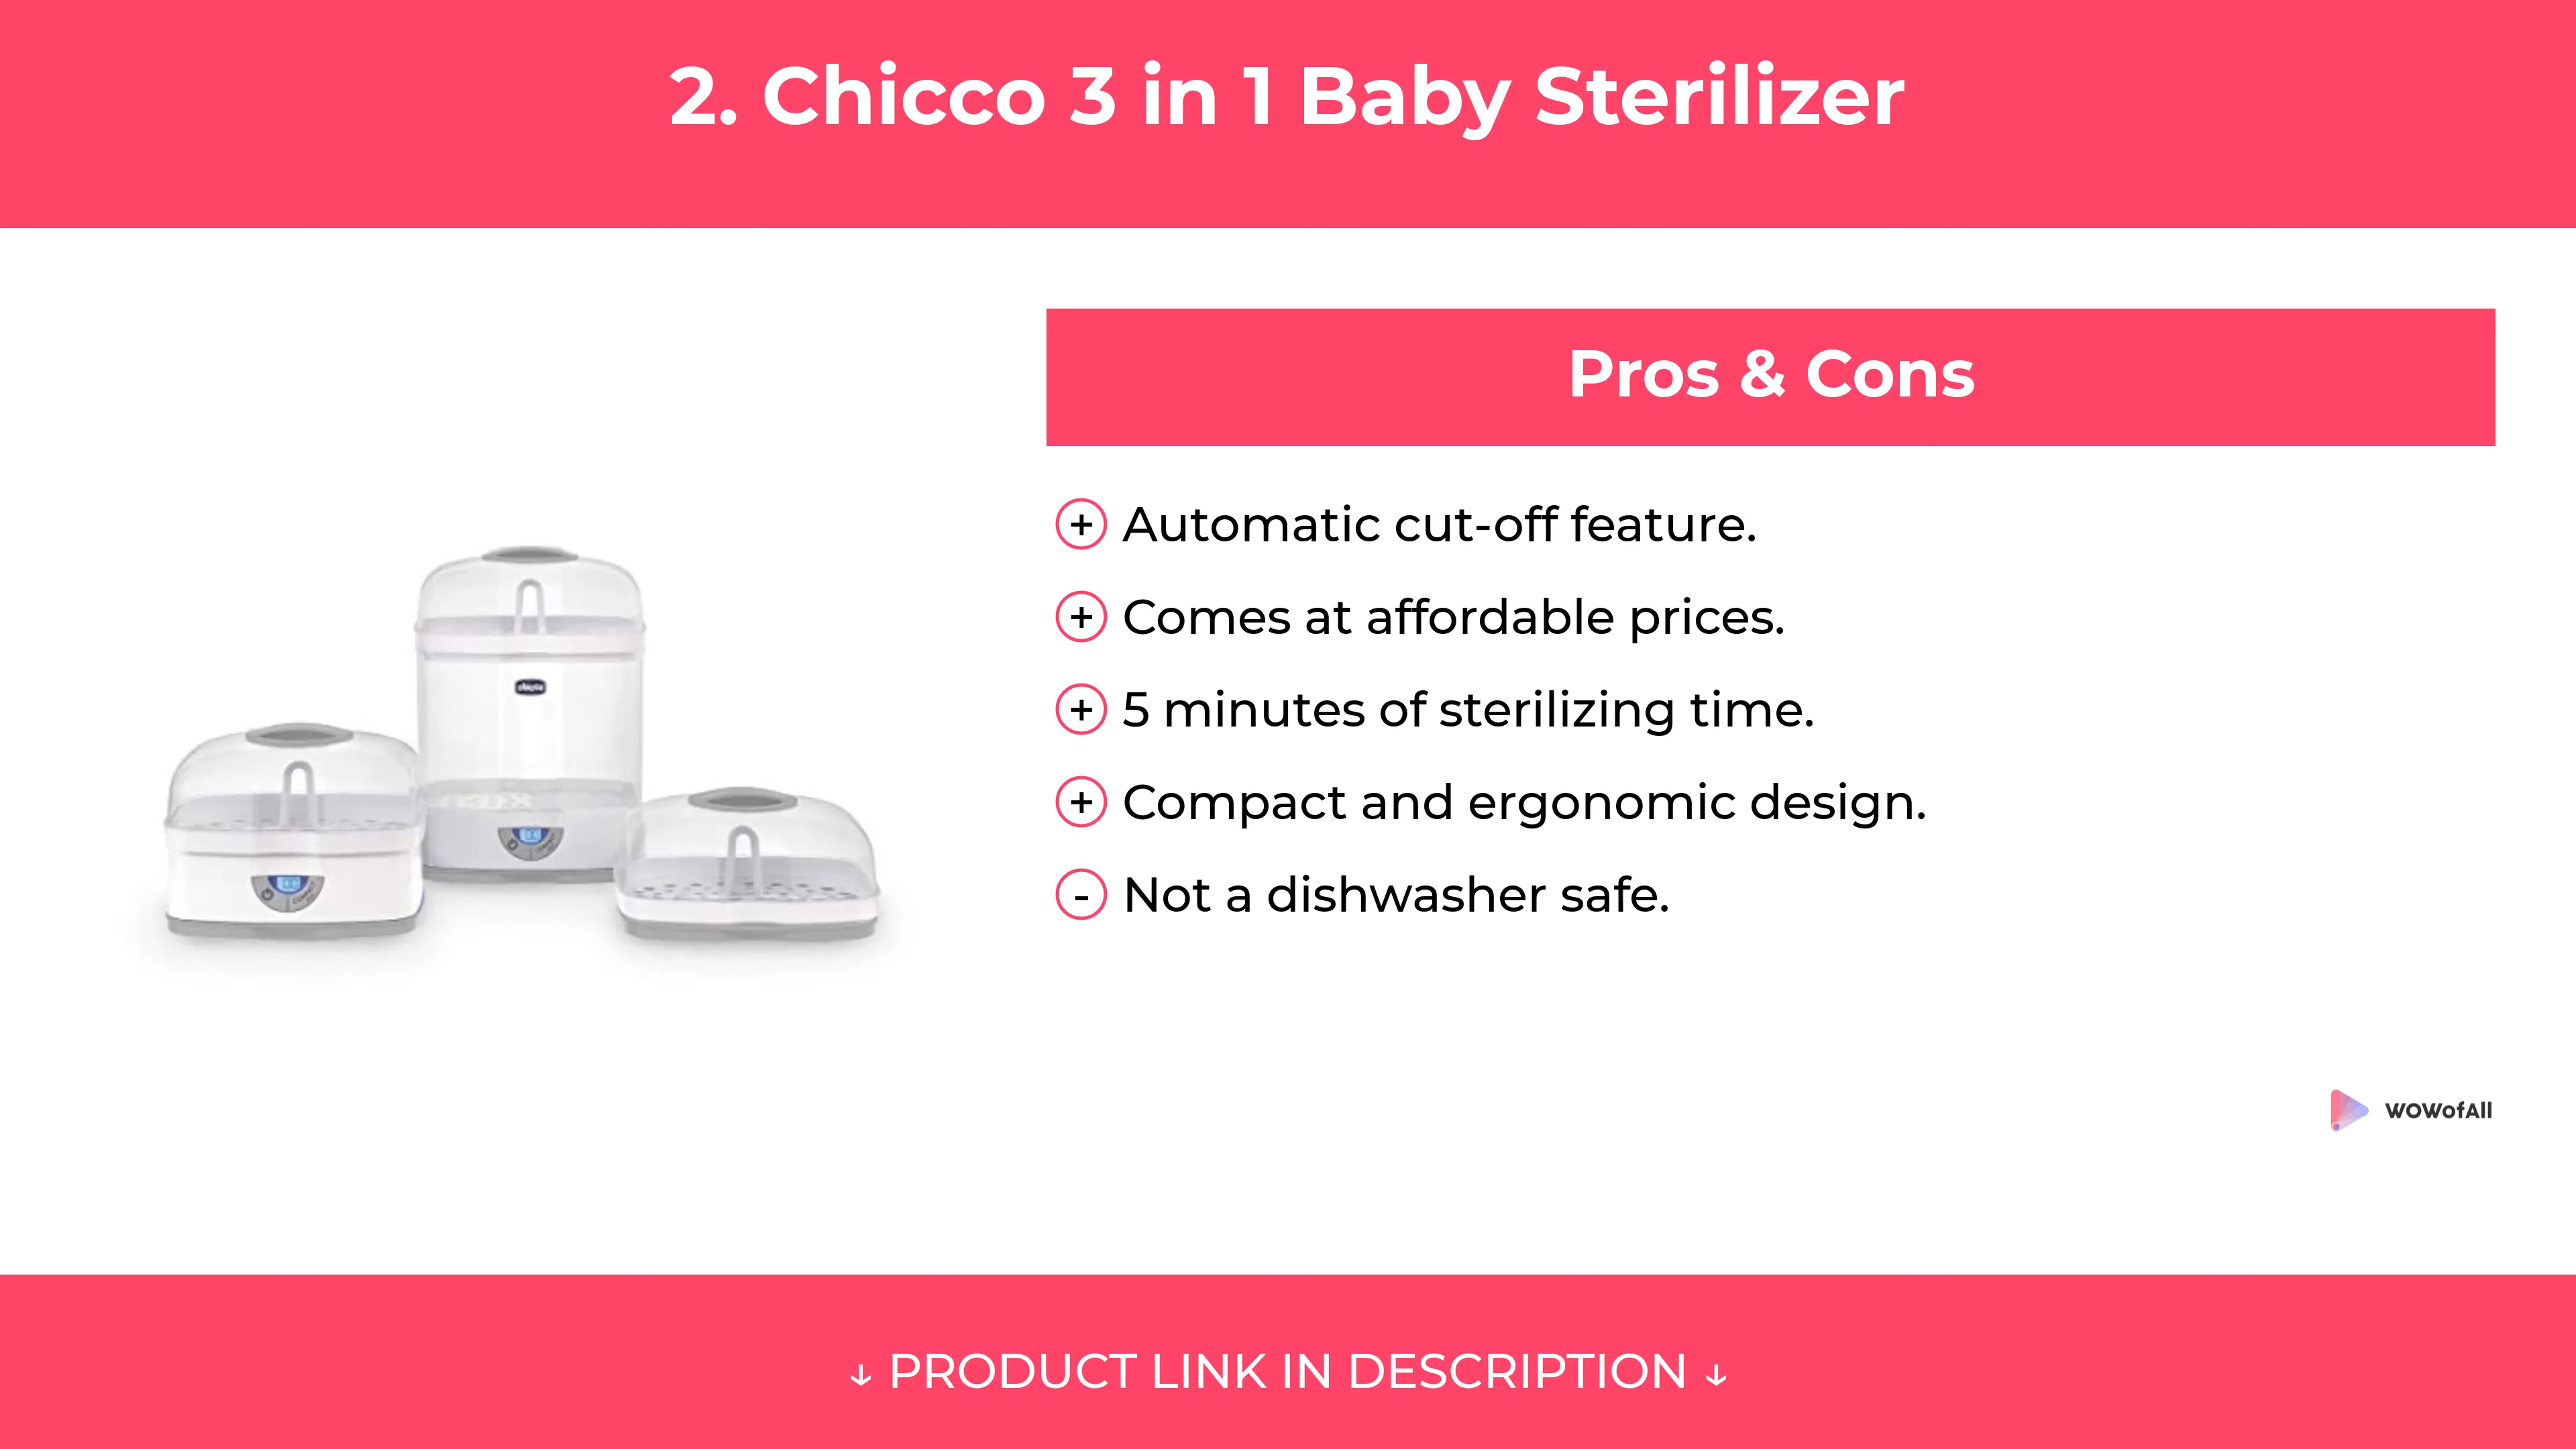 2. Chicco 3 in 1 Baby Sterilizer
Pros & Cons
+ Automatic cut-off feature.
+ Comes at affordable prices.
+ 5 minutes of sterilizing time.
+ Compact and ergonomic design.
- Not a dishwasher safe.
chicco
WOWofAll
↓ PRODUCT LINK IN DESCRIPTION ↓